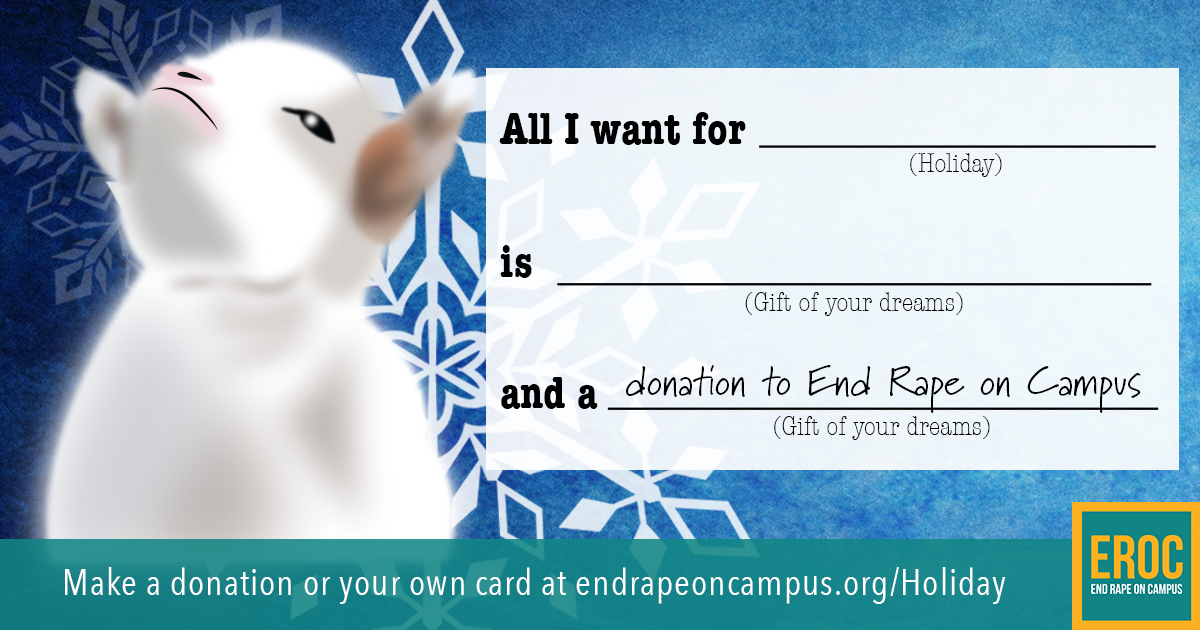 All I want for
(Holiday)
is
(Gift of your dreams)
and a donation to End Rape on Campus
(Gift of your dreams)
Make a donation or your own card at endrapeoncampus.org/Holiday
EROC
END RAPE ON CAMPUS